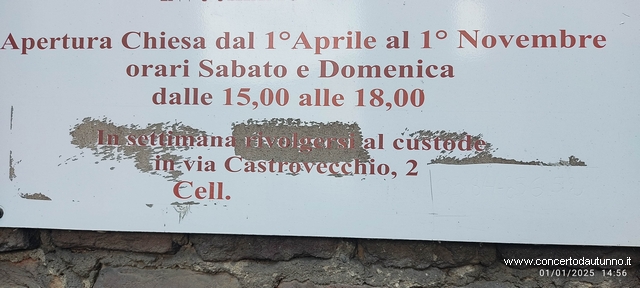 Apertura Chiesa dal 1°Aprile al 1° Novembre
orari Sabato e Domenica
dalle 15,00 alle 18,00
In settimana rivolgersi al custode
in via Castrovecchio, 2
Cell.
www.concertodautunno.it
01/01/2025 14:56